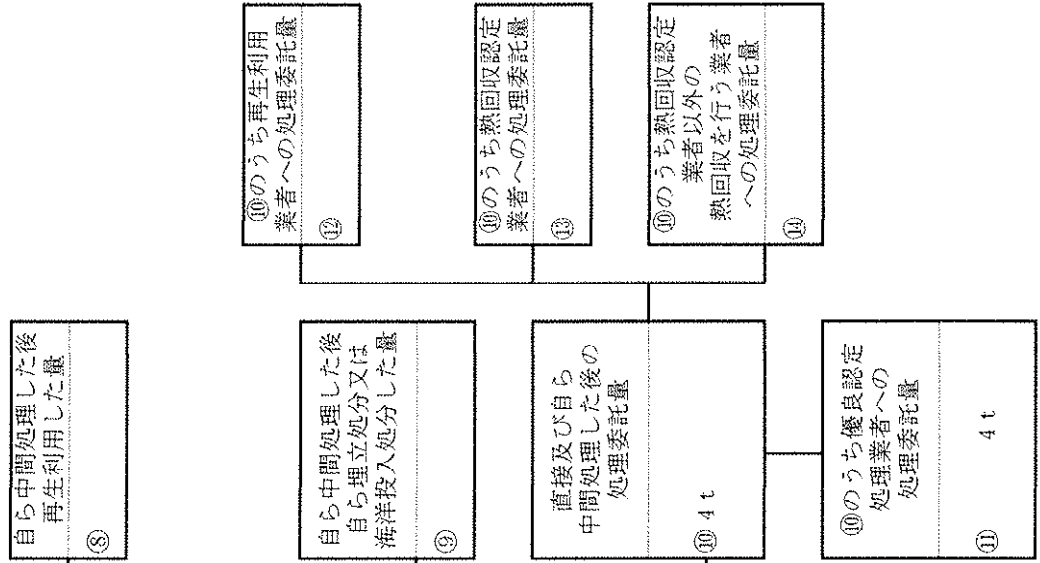 自ら中間処理した後
再生利用した量
⑧
自ら中間処理した後
自ら埋立処分又は
海洋投入処分した量
⑨
直接及び自ら
中間処理した後の
処理委託量
⑩ 4 t
⑩のうち優良認定
処理業者への
処理委託量
⑪ 4 t
⑩のうち再生利用
業者への処理委託量
⑫
⑩のうち熱回収認定
業者への処理委託量
⑬
⑩のうち熱回収認定
業者以外の
熱回収を行う業者
への処理委託量
⑭